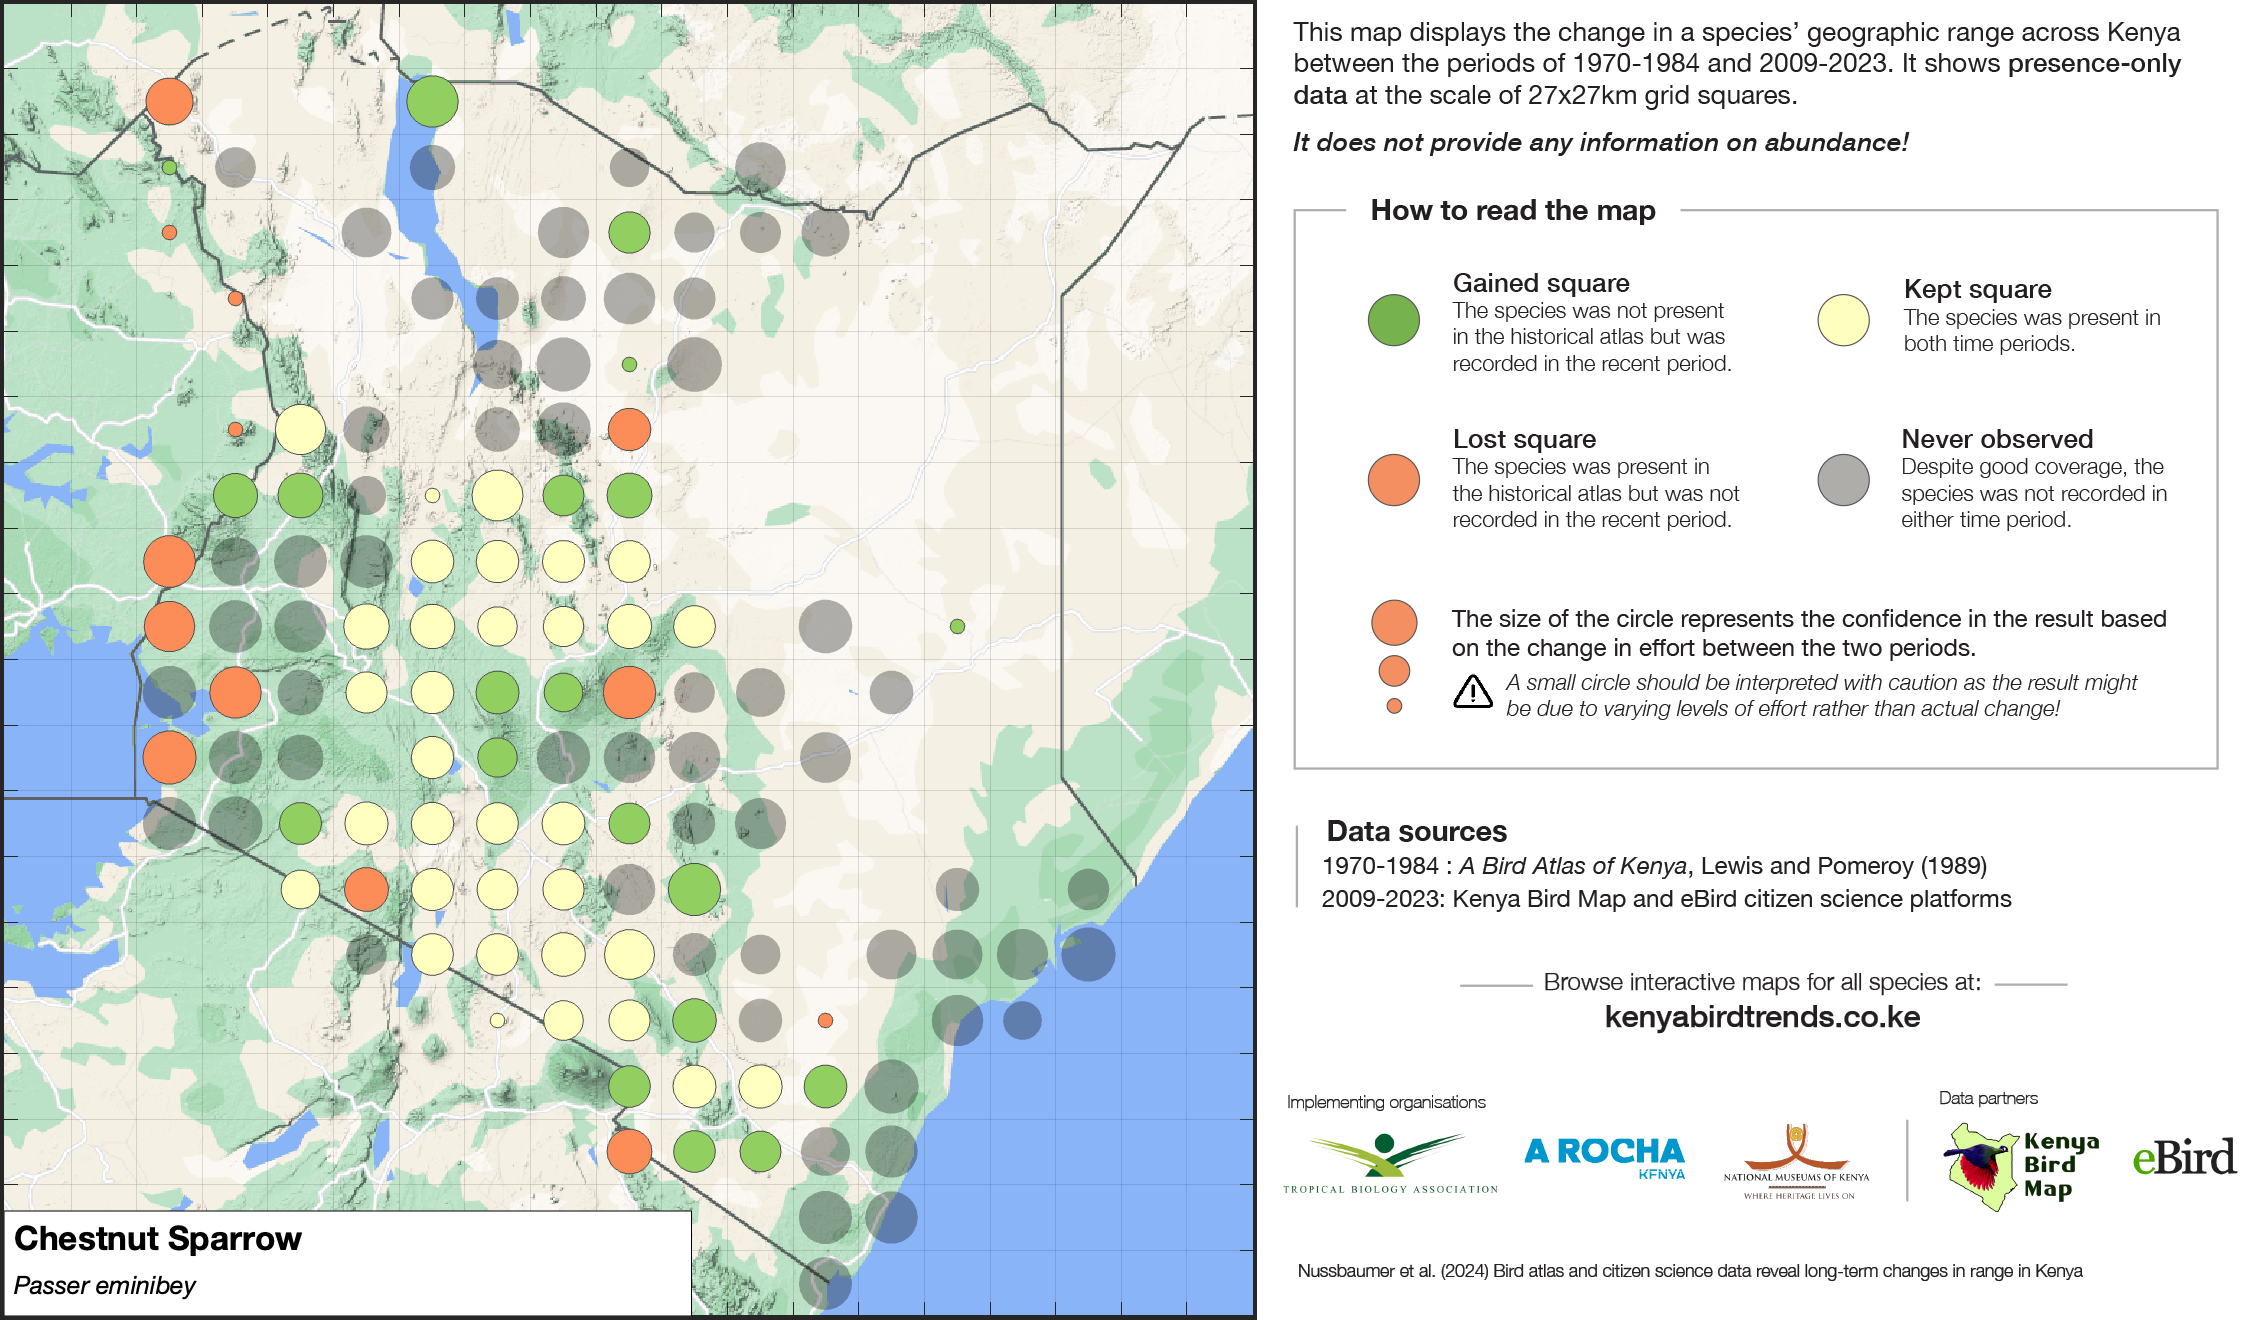 This map displays the change in a species' geographic range across Kenya
between the periods of 1970-1984 and 2009-2023. It shows presence-only
data at the scale of 27x27km grid squares.
It does not provide any information on abundance!
How to read the map
Gained square
The species was not present
in the historical atlas but was
recorded in the recent period.
Kept square
The species was present in
both time periods.
Lost square
The species was present in
the historical atlas but was not
recorded in the recent period.
Never observed
Despite good coverage, the
species was not recorded in
either time period.
The size of the circle represents the confidence in the result based
on the change in effort between the two periods.
A small circle should be interpreted with caution as the result might
be due to varying levels of effort rather than actual change!
Data sources
1970-1984 : A Bird Atlas of Kenya, Lewis and Pomeroy (1989)
2009-2023: Kenya Bird Map and eBird citizen science platforms
Browse interactive maps for all species at:
kenyabirdtrends.co.ke
Implementing organisations
Data partners
TROPICAL BIOLOGY ASSOCIATION
A ROCHA
KENYA
NATIONAL MUSEUMS OF KENYA
WHERE HERITAGE LIVES ON
Kenya
Bird
Map
eBird
Nussbaumer et al. (2024) Bird atlas and citizen science data reveal long-term changes in range in Kenya
Chestnut Sparrow
Passer eminibey